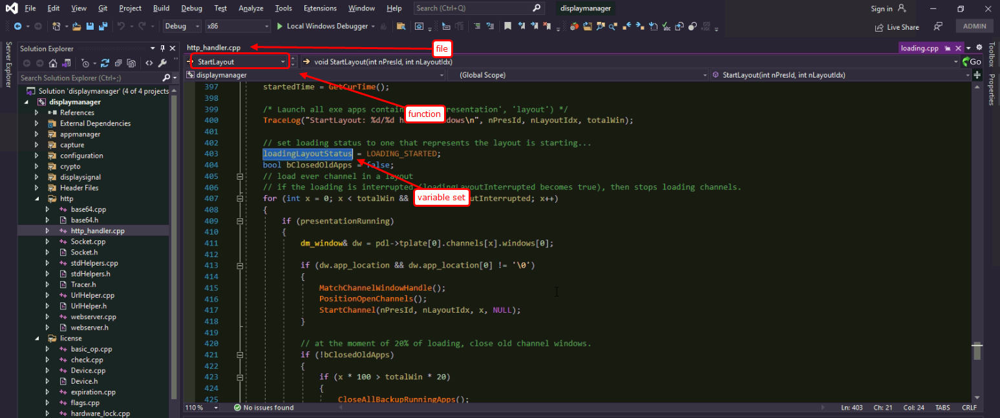 File Edit View Git Project Build Debug Test Analyze Tools Extensions Window Help Search (Ctrl+Q) displaymanager Sign in
Debug x86 Local Windows Debugger Live Share ADMIN
Server Explorer
Solution Explorer
Search Solution Explorer (Ctrl+;)
Solution 'displaymanager' (4 of 4 projects
displaymanager
References
External Dependencies
appmanager
capture
configuration
crypto
displaysignal
Header Files
http
base64.cpp
base64.h
http_handler.cpp
Socket.cpp
Socket.h
stdHelpers.cpp
stdHelpers.h
Tracer.h
UrlHelper.cpp
UrlHelper.h
webserver.cpp
webserver.h
license
basic_op.cpp
check.cpp
Device.cpp
Device.h
expiration.cpp
flags.cpp
hardware_lock.cpp
http_handler.cpp file loading.cpp
StartLayout void StartLayout(int nPresId, int nLayoutIdx) Go
displaymanager (Global Scope) StartLayout(int nPresId, int nLayoutIdx)
397 startedTime = GetCurTime();
398
399 /* Launch all exe apps contain resentation', 'layout') */
function
400 TraceLog("StartLayout: %d/%d h dows\n", nPresId, nLayoutIdx, totalWin);
401
402 // set loading status to one that represents the layout is starting...
403 loadingLayoutStatus = LOADING_STARTED;
404 bool bClosedOldApps = false;
405 // load ever channel in a layout
406 // if the loading is interrupted (loadingLayoutInterrupted becomes true), then stops loading channels.
variable set
407 for (int x = 0; x < totalWin && utInterrupted; x++)
408 {
409 if (presentationRunning)
410 {
411 dm_window& dw = pdl->tplate[0].channels[x].windows[0];
412
413 if (dw.app_location && dw.app_location[0] != '\0')
414 {
415 MatchChannelWindowHandle();
416 PositionOpenChannels();
417 StartChannel(nPresId, nLayoutIdx, x, NULL);
418 }
419
420 // at the moment of 20% of loading, close old channel windows.
421 if (!bClosedOldApps)
422 {
423 if (x * 100 > totalWin * 20)
424 {
425 CloseAllBackupRunningApps();
110 % No issues found Ln: 403 Ch: 21 Col: 24 TABS CRLF
Toolbox
Properties